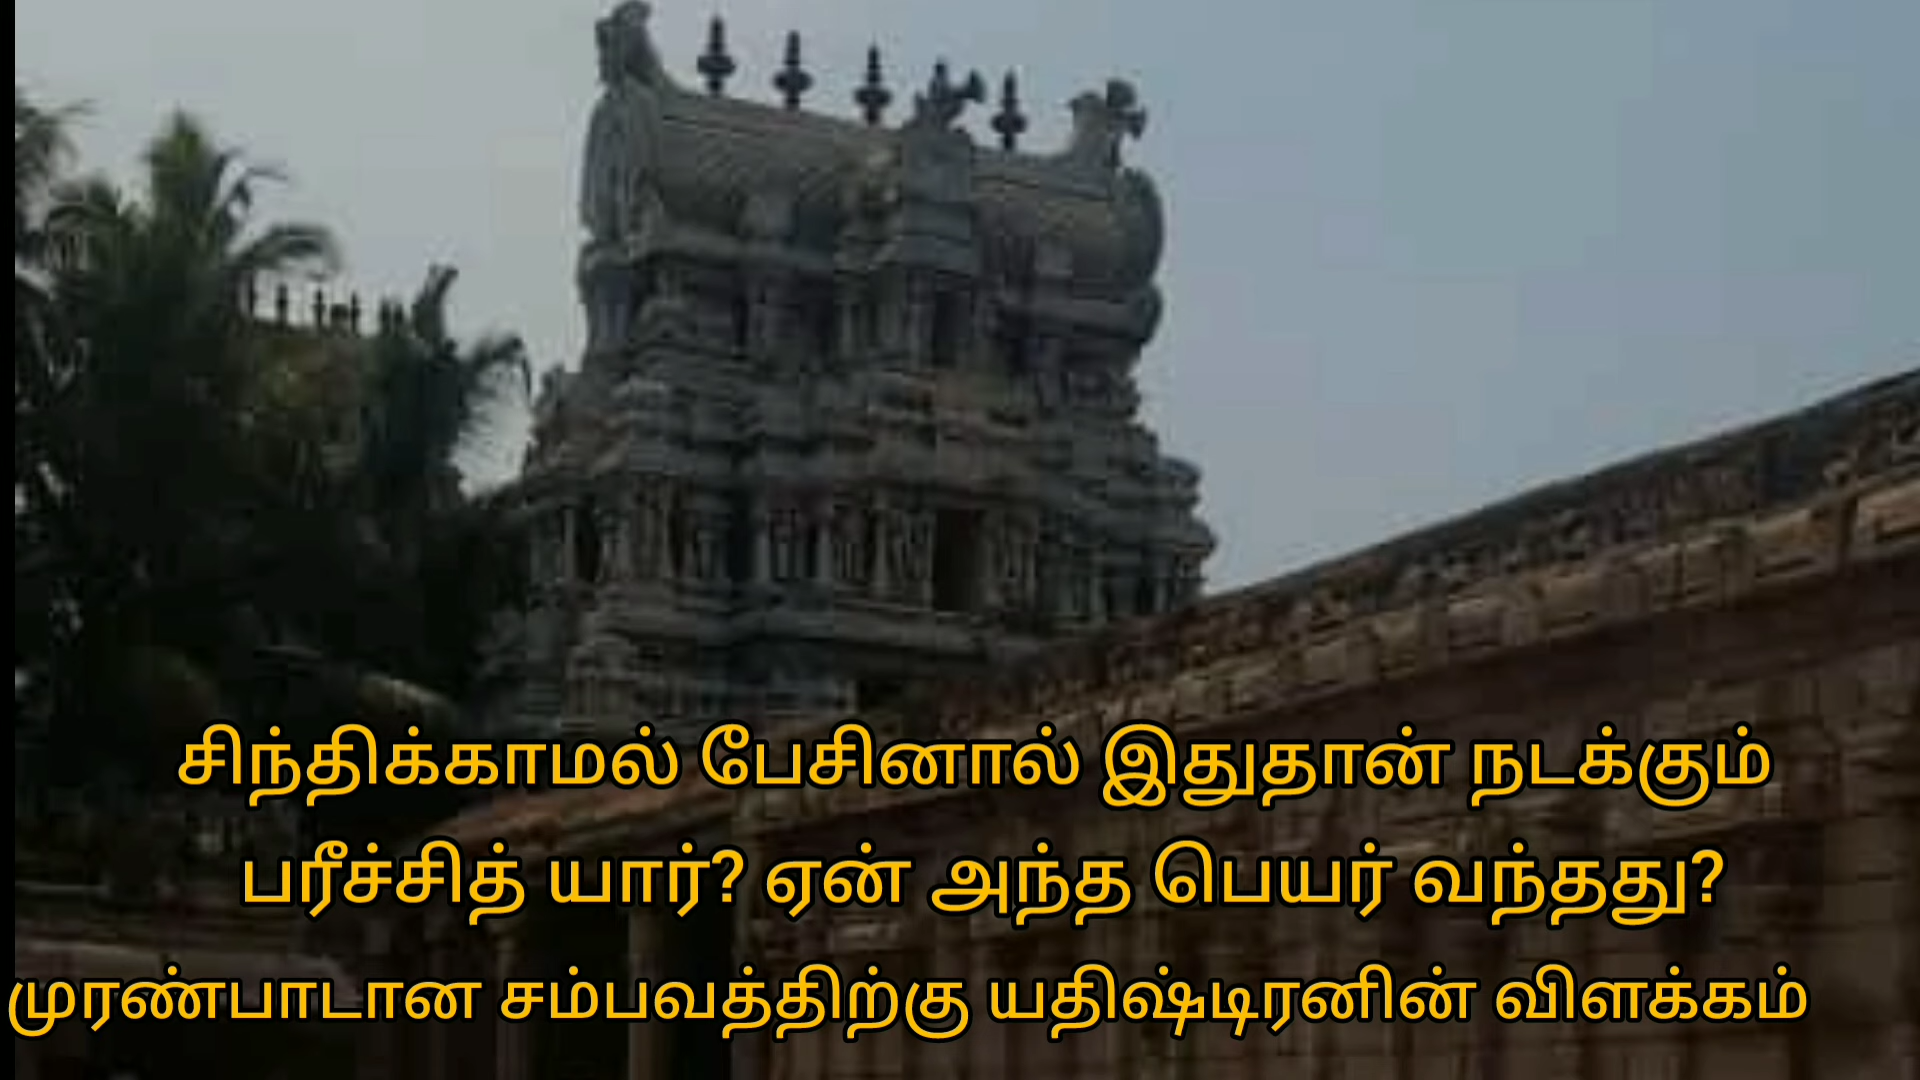 சிந்திக்காமல் பேசினால் இதுதான் நடக்கும்
பரீச்சித் யார்? ஏன் அந்த பெயர் வந்தது?
முரண்பாடான சம்பவத்திற்கு யதிஷ்டிரனின் விளக்கம்